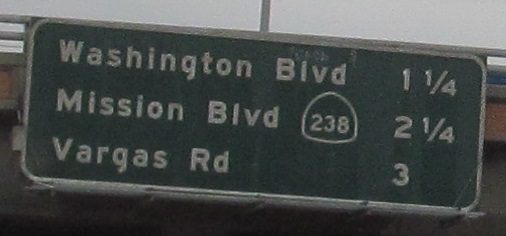 Washington Blvd 1 1/4
Mission Blvd 238 2 1/4
Vargas Rd 3